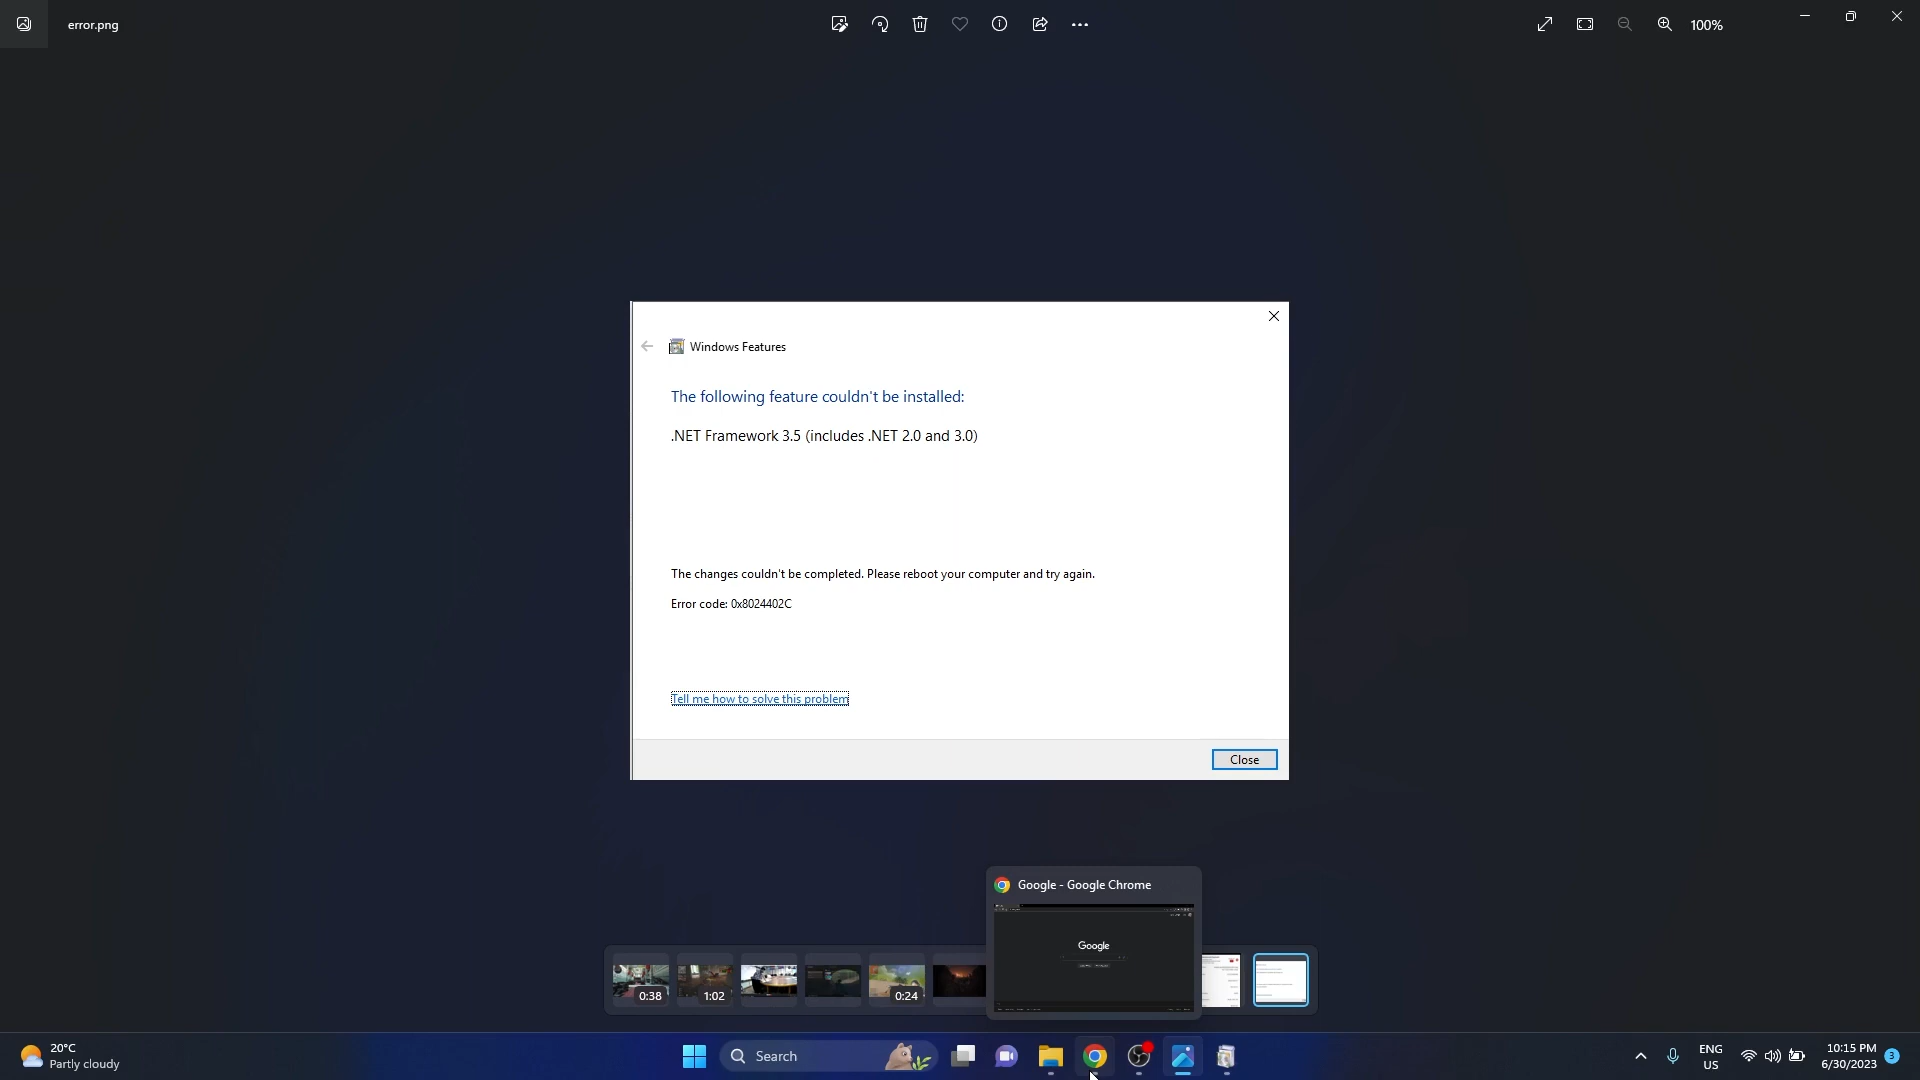 error.png
100%
Windows Features
The following feature couldn't be installed:
.NET Framework 3.5 (includes .NET 2.0 and 3.0)
The changes couldn't be completed. Please reboot your computer and try again.
Error code: 0x8024402C
Tell me how to solve this problem
Close
Google - Google Chrome
Google
0:38
1:02
0:24
20°C
Partly cloudy
Search
ENG
US
10:15 PM
6/30/2023
3